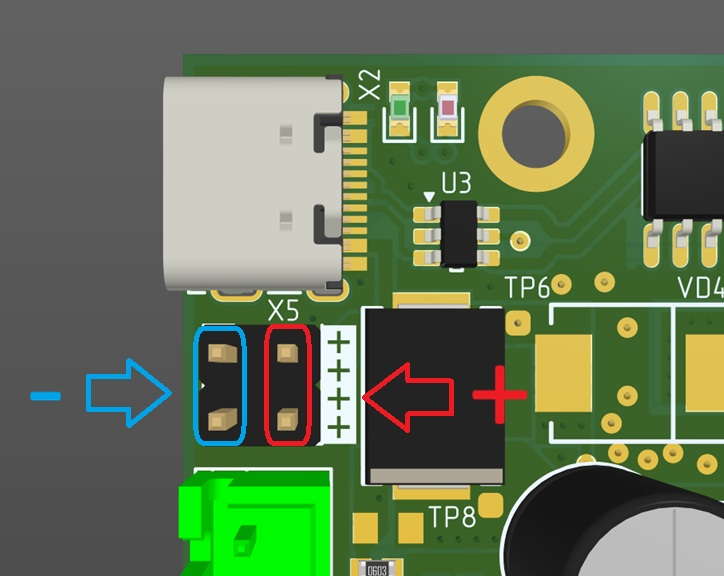 X2
U3
TP6
VD4
X5
+
+
+
+
-
+
TP8
0603